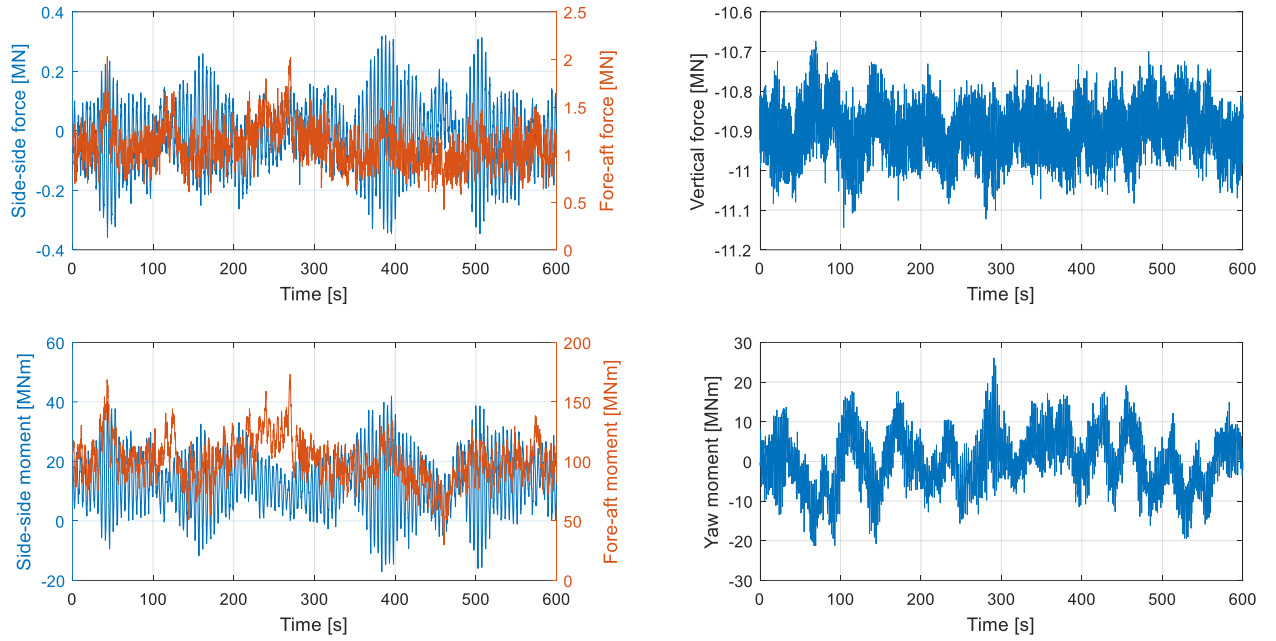 0.4
0.2
0
-0.2
-0.4
Side-side force [MN]
2.5
2
1.5
1
0.5
0
Fore-aft force [MN]
0 100 200 300 400 500 600
Time [s]
-10.6
-10.7
-10.8
-10.9
-11
-11.1
-11.2
Vertical force [MN]
0 100 200 300 400 500 600
Time [s]
60
40
20
0
-20
Side-side moment [MNm]
200
150
100
50
0
Fore-aft moment [MNm]
0 100 200 300 400 500 600
Time [s]
30
20
10
0
-10
-20
-30
Yaw moment [MNm]
0 100 200 300 400 500 600
Time [s]